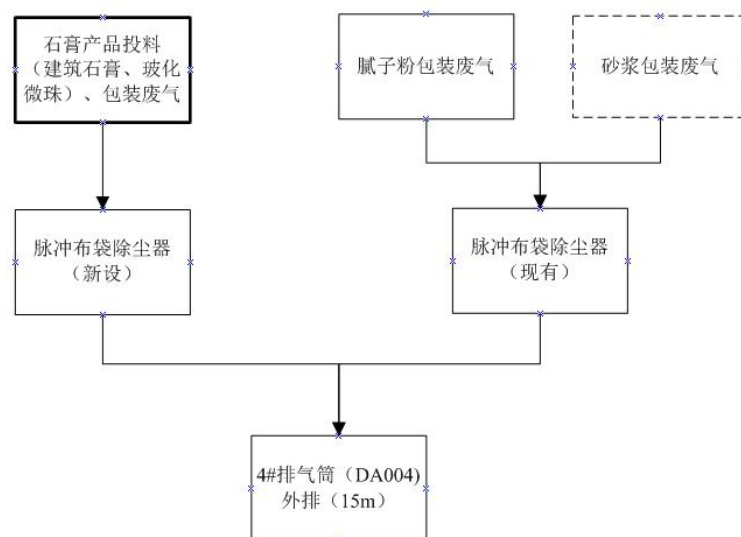 石膏产品投料
（建筑石膏、玻化
微珠）、包装废气
腻子粉包装废气
砂浆包装废气
脉冲布袋除尘器
（新设）
脉冲布袋除尘器
（现有）
4#排气筒（DA004)
外排（15m）